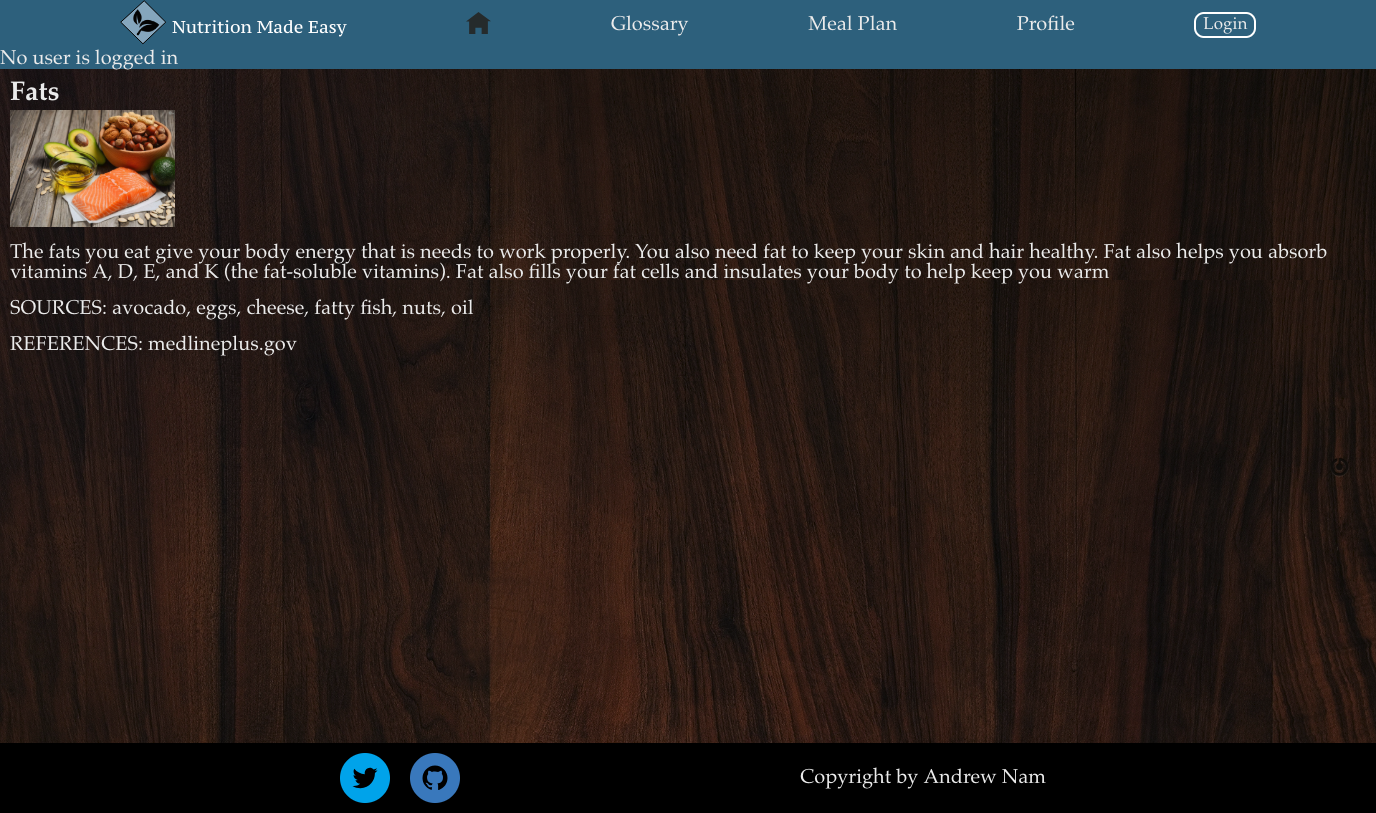 Nutrition Made Easy
Glossary
Meal Plan
Profile
Login
No user is logged in
Fats
The fats you eat give your body energy that is needs to work properly. You also need fat to keep your skin and hair healthy. Fat also helps you absorb
vitamins A, D, E, and K (the fat-soluble vitamins). Fat also fills your fat cells and insulates your body to help keep you warm
SOURCES: avocado, eggs, cheese, fatty fish, nuts, oil
REFERENCES: medlineplus.gov
Copyright by Andrew Nam